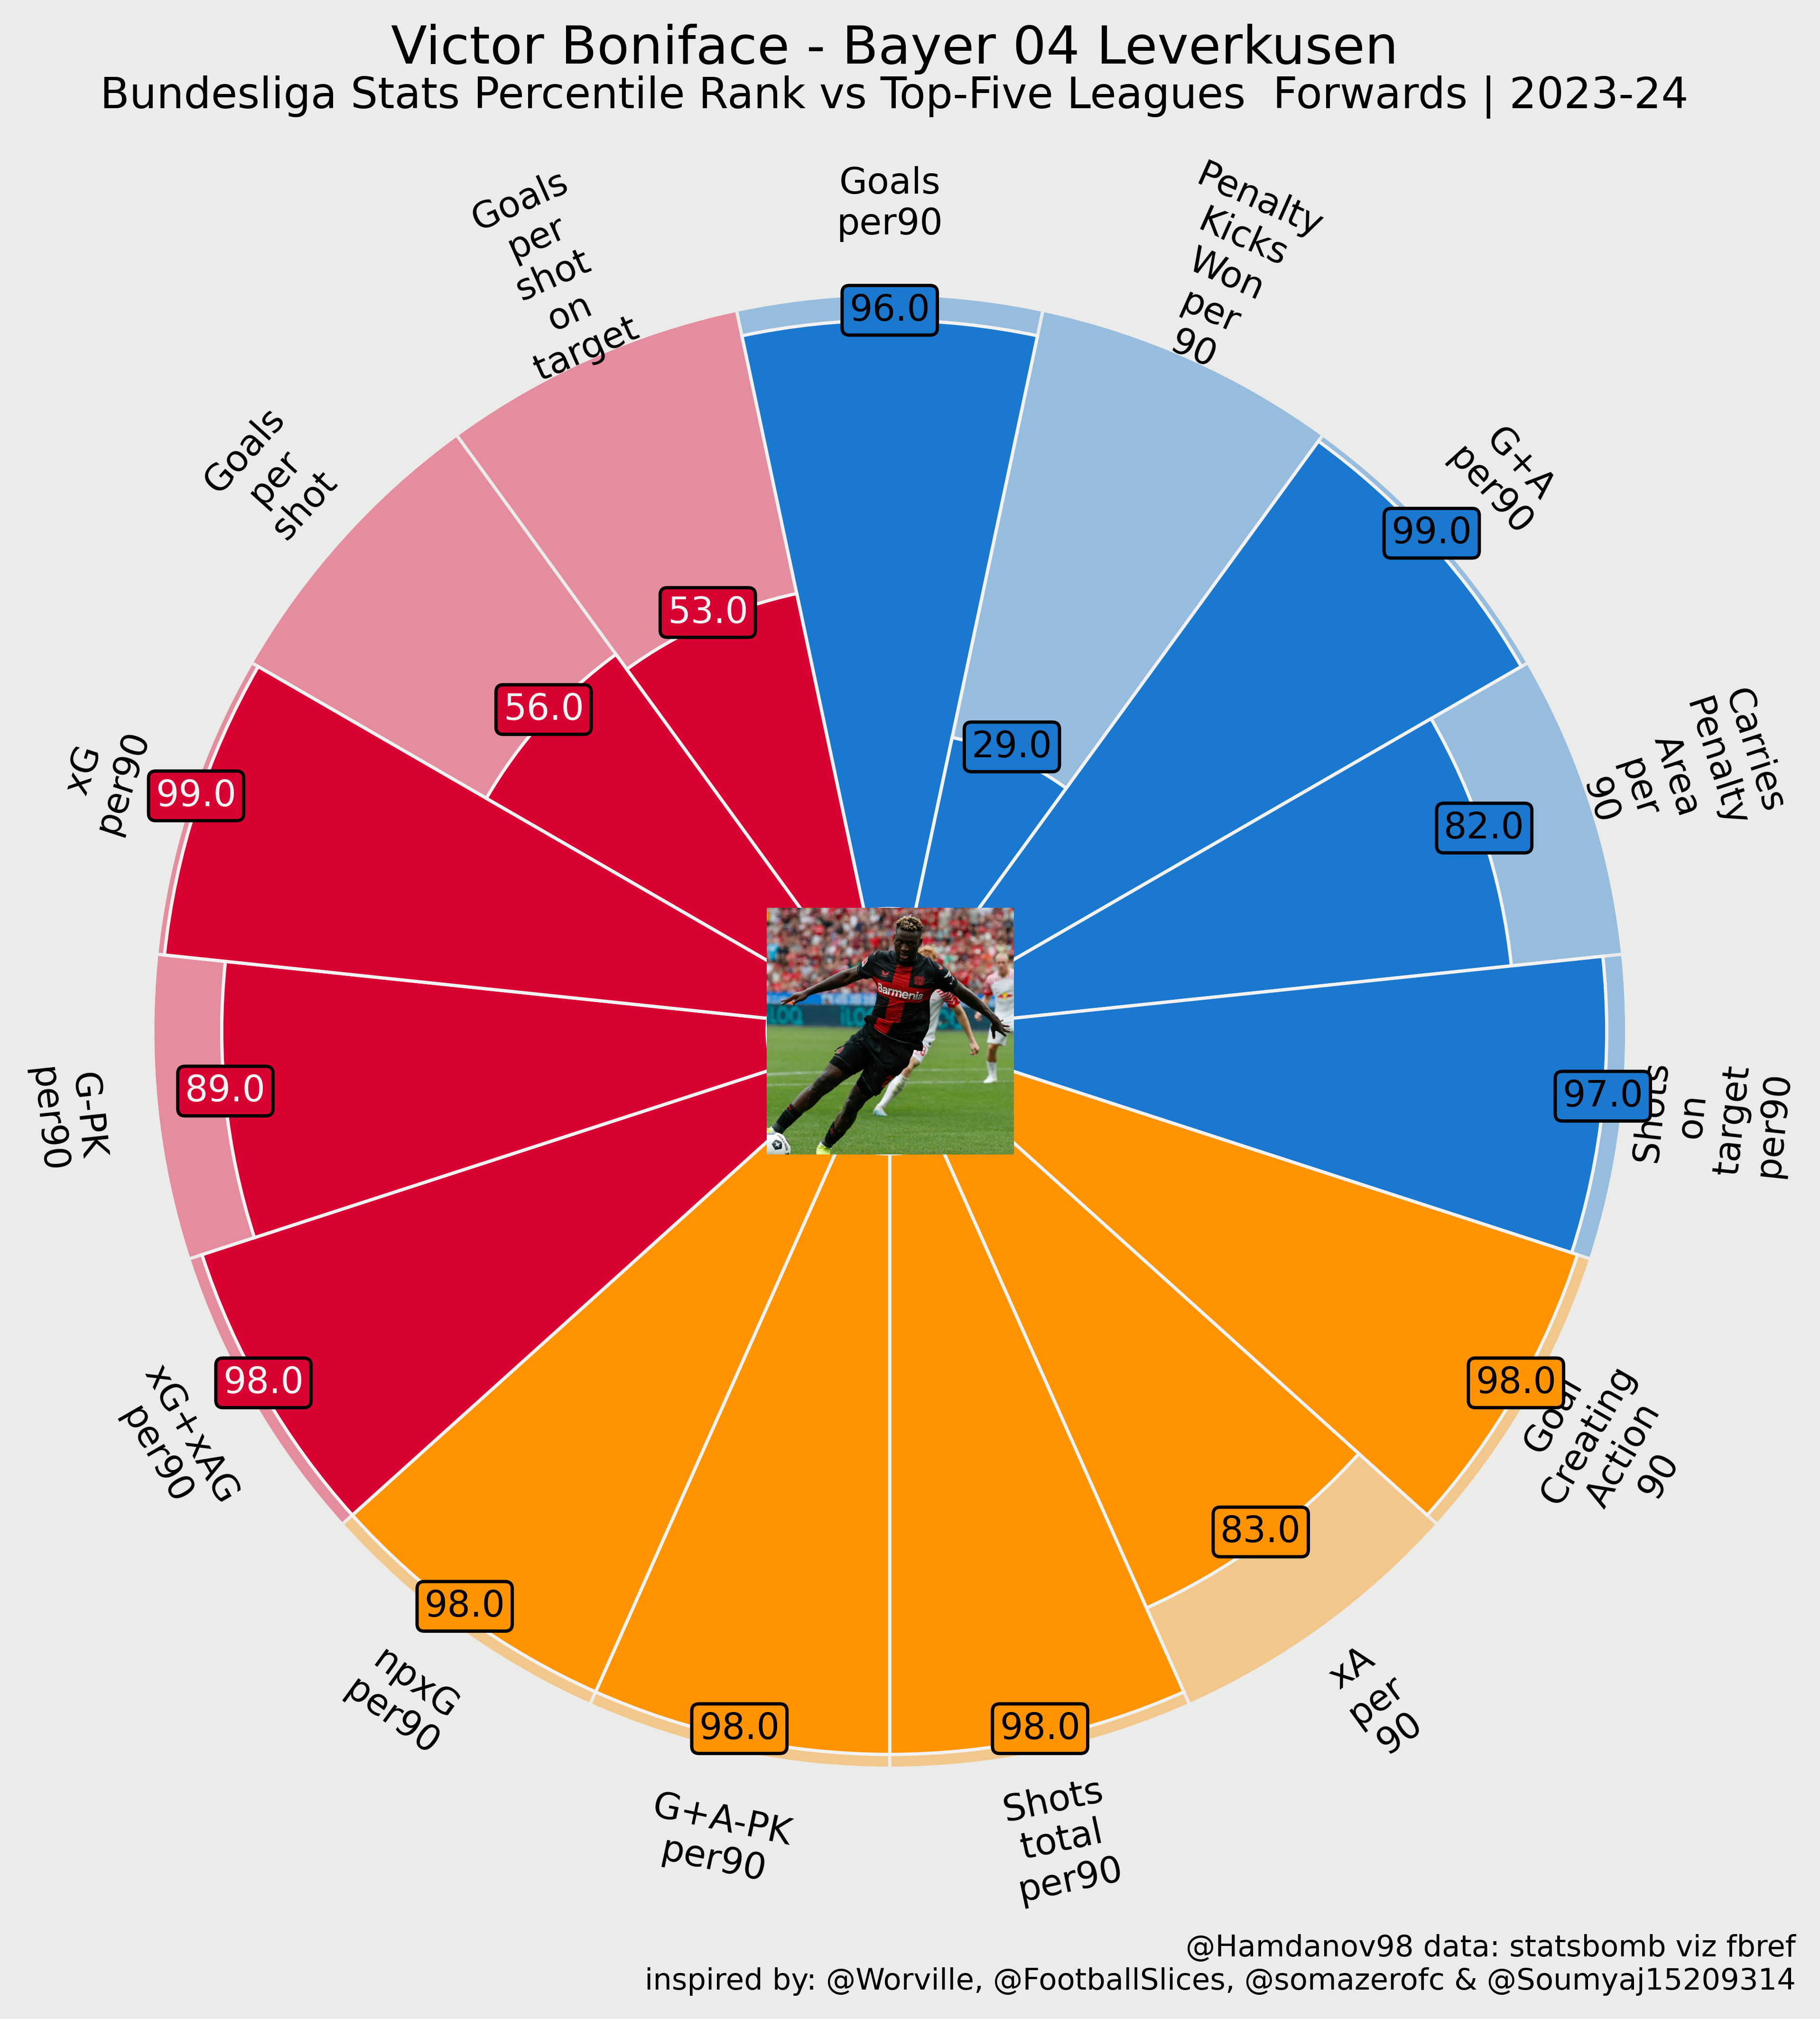 Victor Boniface - Bayer 04 Leverkusen
Bundesliga Stats Percentile Rank vs Top-Five Leagues  Forwards | 2023-24
Goals
per90
96.0
Penalty
Kicks
Won
per
90
29.0
G+A
per90
99.0
Carries
Penalty
Area
per
90
82.0
Shots
on
target
per90
97.0
Goal
Creating
Action
90
98.0
xA
per
90
83.0
Shots
total
per90
98.0
G+A-PK
per90
98.0
npxG
per90
98.0
xG+xAG
per90
98.0
G-PK
per90
89.0
xG
per90
99.0
Goals
per
shot
56.0
Goals
per
shot
on
target
53.0
Barmenia
@Hamdanov98 data: statsbomb viz fbref
inspired by: @Worville, @FootballSlices, @somazerofc & @Soumyaj15209314